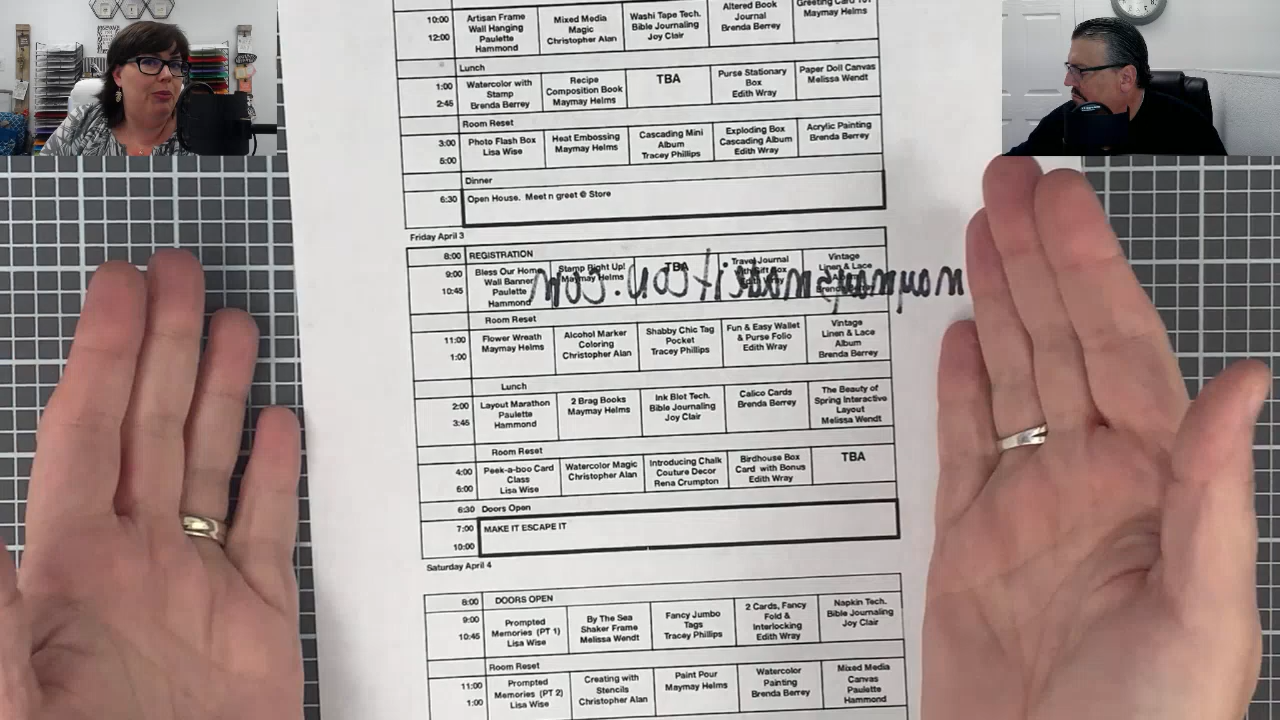 10:00
12:00
Artisan Frame
Wall Hanging
Paulette
Hammond
Mixed Media
Magic
Christopher Alan
Washi Tape Tech.
Bible Journaling
Joy Clair
Altered Book
Journal
Brenda Berrey
Greeting Card 101
Maymay Helms
Lunch
1:00
2:45
Watercolor with
Stamp
Brenda Berrey
Recipe
Composition Book
Maymay Helms
TBA
Purse Stationary
Box
Edith Wray
Paper Doll Canvas
Melissa Wendt
Room Reset
3:00
5:00
Photo Flash Box
Lisa Wise
Heat Embossing
Maymay Helms
Cascading Mini
Album
Tracey Phillips
Exploding Box
Cascading Album
Edith Wray
Acrylic Painting
Brenda Berrey
Dinner
6:30
Open House. Meet n greet @ Store
Friday April 3
8:00
REGISTRATION
9:00
10:45
Bless Our Home
Wall Banner
Paulette
Hammond
Stamp Right Up!
Maymay Helms
TBA
Travel Journal
Vintage
Linen & Lace
Room Reset
11:00
1:00
Flower Wreath
Maymay Helms
Alcohol Marker
Coloring
Christopher Alan
Shabby Chic Tag
Pocket
Tracey Phillips
Fun & Easy Wallet
& Purse Folio
Edith Wray
Vintage
Linen & Lace
Album
Brenda Berrey
Lunch
2:00
3:45
Layout Marathon
Paulette
Hammond
2 Brag Books
Maymay Helms
Ink Blot Tech.
Bible Journaling
Joy Clair
Calico Cards
Brenda Berrey
The Beauty of
Spring Interactive
Layout
Melissa Wendt
Room Reset
4:00
6:00
Peek-a-boo Card
Class
Lisa Wise
Watercolor Magic
Christopher Alan
Introducing Chalk
Couture Decor
Rena Crumpton
Birdhouse Box
Card with Bonus
Edith Wray
TBA
6:30
Doors Open
7:00
10:00
MAKE IT ESCAPE IT
Saturday April 4
8:00
DOORS OPEN
9:00
10:45
Prompted
Memories (PT 1)
Lisa Wise
By The Sea
Shaker Frame
Melissa Wendt
Fancy Jumbo
Tags
Tracey Phillips
2 Cards, Fancy
Fold &
Interlocking
Edith Wray
Napkin Tech.
Bible Journaling
Joy Clair
Room Reset
11:00
1:00
Prompted
Memories (PT 2)
Lisa Wise
Creating with
Stencils
Christopher Alan
Paint Pour
Maymay Helms
Watercolor
Painting
Brenda Berrey
Mixed Media
Canvas
Paulette
Hammond